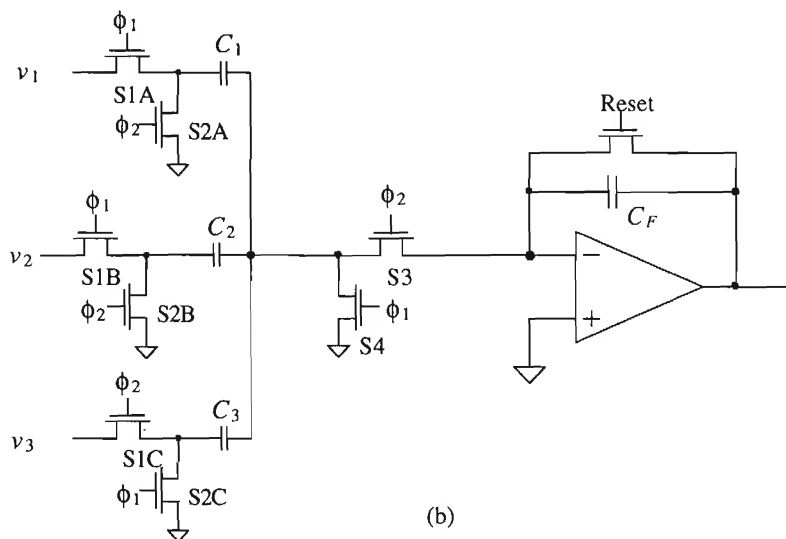 ϕ₁
C₁
v₁
S1A
ϕ₂
S2A
Reset
ϕ₁
C₂
ϕ₂
C_F
v₂
S1B
S3
−
ϕ₂
S2B
ϕ₁
+
S4
ϕ₂
C₃
v₃
S1C
ϕ₁
S2C
(b)